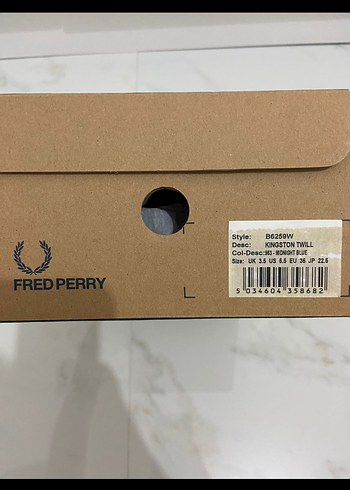 FRED PERRY
Style: B6259W
Desc: KINGSTON TWILL
Col-Desc: 963 - MIDNIGHT BLUE
Size: UK 3.5 US 5.5 EU 36 JP 22.5
5 034604 358682